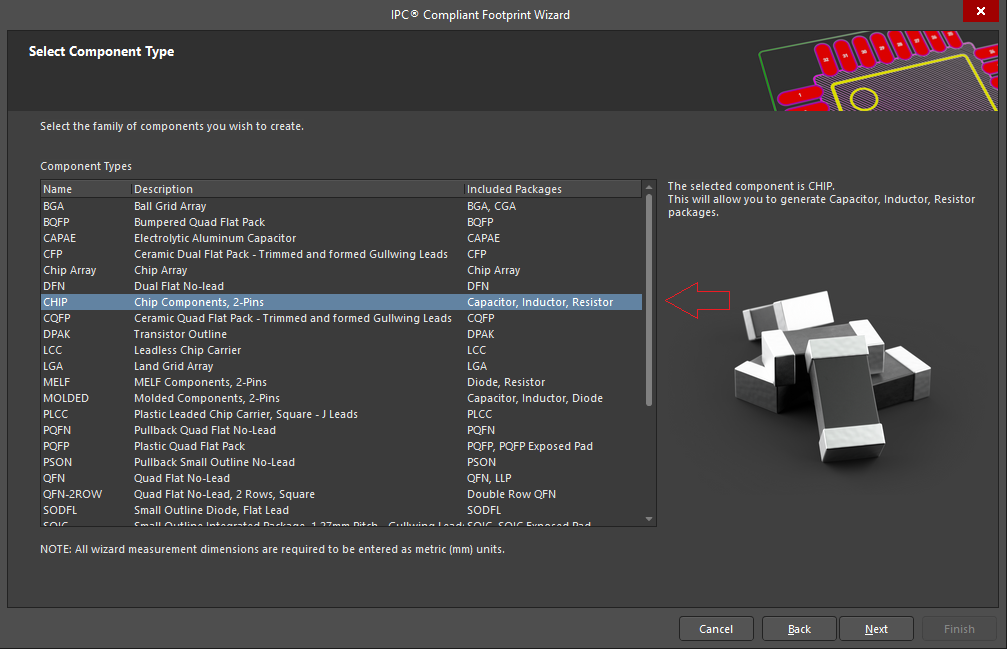 IPC® Compliant Footprint Wizard
Select Component Type
Select the family of components you wish to create.
Component Types
Name Description Included Packages
BGA Ball Grid Array BGA, CGA
BQFP Bumpered Quad Flat Pack BQFP
CAPAE Electrolytic Aluminum Capacitor CAPAE
CFP Ceramic Dual Flat Pack - Trimmed and formed Gullwing Leads CFP
Chip Array Chip Array Chip Array
DFN Dual Flat No-lead DFN
CHIP Chip Components, 2-Pins Capacitor, Inductor, Resistor
CQFP Ceramic Quad Flat Pack - Trimmed and formed Gullwing Leads CQFP
DPAK Transistor Outline DPAK
LCC Leadless Chip Carrier LCC
LGA Land Grid Array LGA
MELF MELF Components, 2-Pins Diode, Resistor
MOLDED Molded Components, 2-Pins Capacitor, Inductor, Diode
PLCC Plastic Leaded Chip Carrier, Square - J Leads PLCC
PQFN Pullback Quad Flat No-Lead PQFN
PQFP Plastic Quad Flat Pack PQFP, PQFP Exposed Pad
PSON Pullback Small Outline No-Lead PSON
QFN Quad Flat No-Lead QFN, LLP
QFN-2ROW Quad Flat No-Lead, 2 Rows, Square Double Row QFN
SODFL Small Outline Diode, Flat Lead SODFL
SOIC Small Outline Integrated Package, 1.27mm Pitch - Gullwing Leads SOIC, SOIC Exposed Pad
The selected component is CHIP.
This will allow you to generate Capacitor, Inductor, Resistor
packages.
NOTE: All wizard measurement dimensions are required to be entered as metric (mm) units.
Cancel Back Next Finish